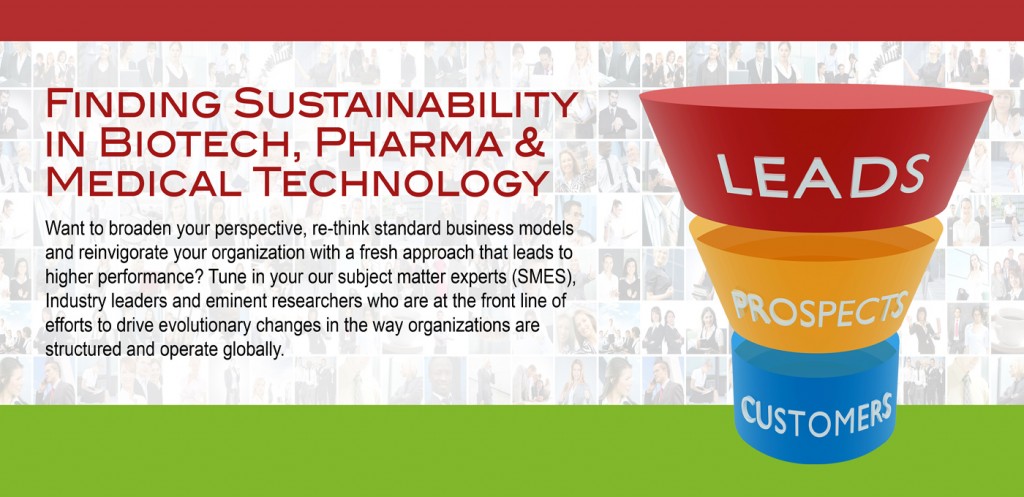 FINDING SUSTAINABILITY
IN BIOTECH, PHARMA &
MEDICAL TECHNOLOGY
Want to broaden your perspective, re-think standard business models
and reinvigorate your organization with a fresh approach that leads to
higher performance? Tune in your our subject matter experts (SMES),
Industry leaders and eminent researchers who are at the front line of
efforts to drive evolutionary changes in the way organizations are
structured and operate globally.
LEADS
PROSPECTS
CUSTOMERS